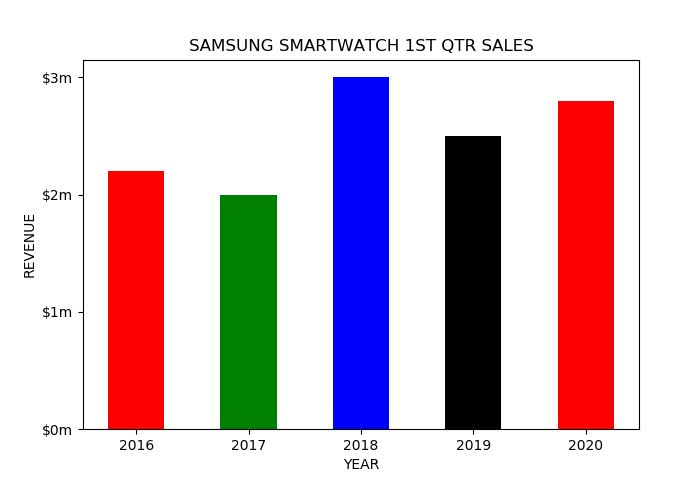 SAMSUNG SMARTWATCH 1ST QTR SALES
$3m
$2m
$1m
$0m
REVENUE
2016 2017 2018 2019 2020
YEAR